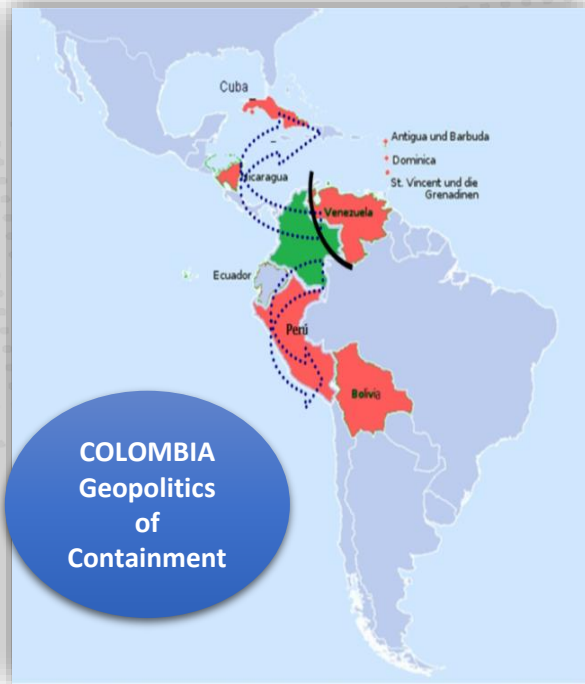 Cuba
Antigua und Barbuda
Dominica
Nicaragua
St. Vincent und die
Grenadinen
Venezuela
Ecuador
Perú
Bolivia
COLOMBIA
Geopolitics
of
Containment